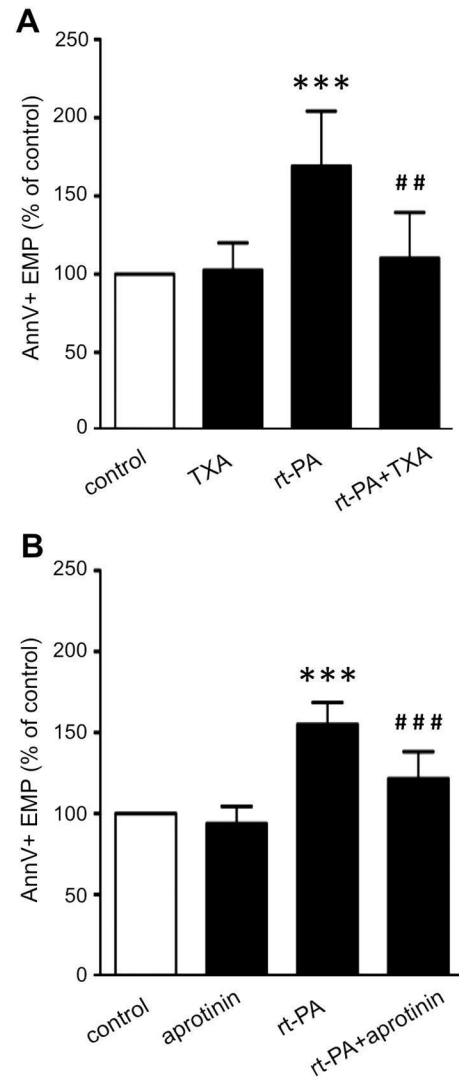 A
AnnV+ EMP (% of control)
250
200
150
100
50
0
***
##
control
TXA
rt-PA
rt-PA+TXA
B
AnnV+ EMP (% of control)
250
200
150
100
50
0
***
###
control
aprotinin
rt-PA
rt-PA+aprotinin